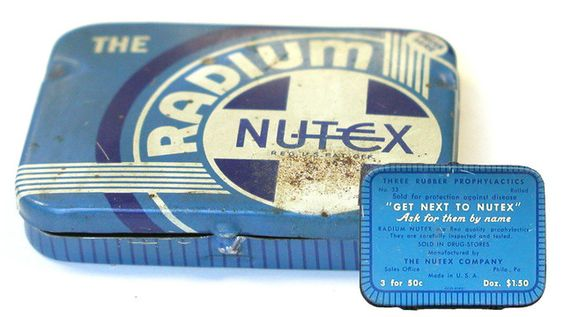 THE
RADIUM
NUTEX
THREE RUBBER PROPHYLACTICS
No. 33 Rolled
Sold for protection against disease
"GET NEXT TO NUTEX"
Ask for them by name
RADIUM NUTEX are fine quality prophylactics
They are carefully inspected and tested.
SOLD IN DRUG-STORES
Manufactured by
THE NUTEX COMPANY
Sales Office Phila., Pa
Made in U. S. A.
3 for 50c Doz. $1.50